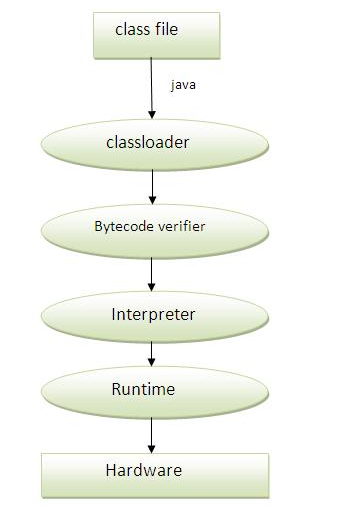 class file
java
classloader
Bytecode verifier
Interpreter
Runtime
Hardware